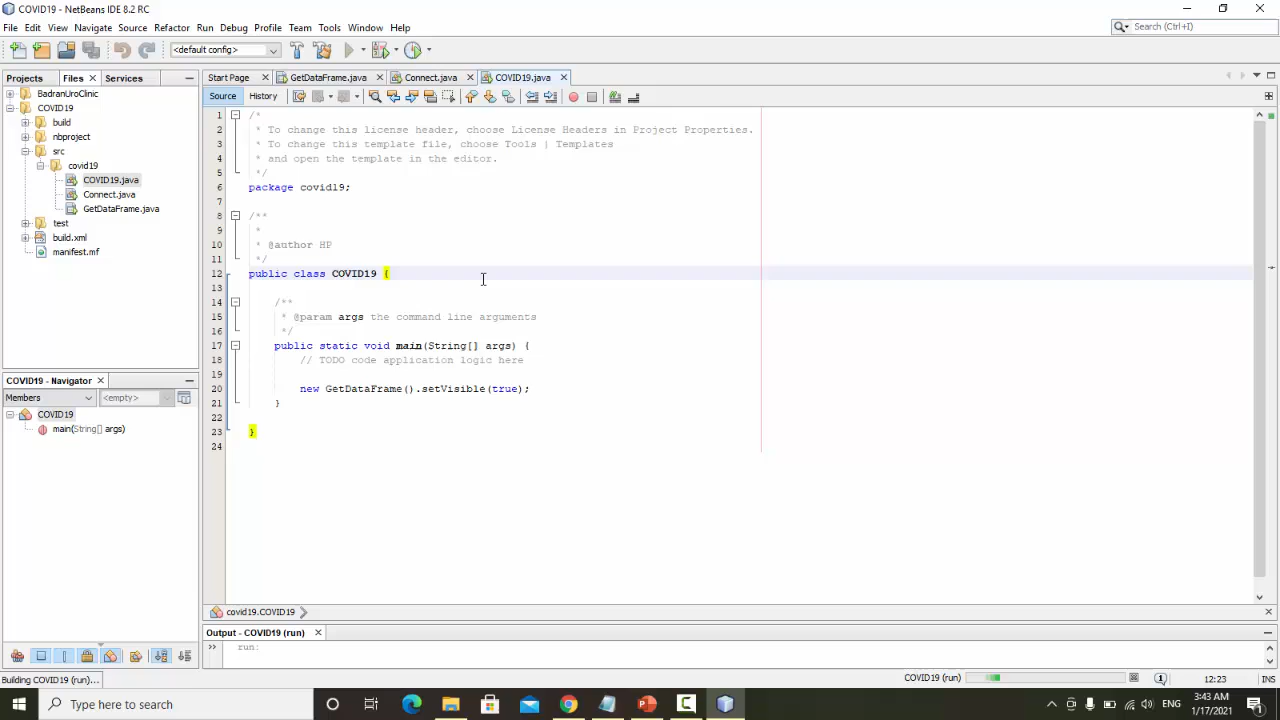 COVID19 - NetBeans IDE 8.2 RC
File Edit View Navigate Source Refactor Run Debug Profile Team Tools Window Help
Search (Ctrl+I)
<default config>
Projects Files Services
Start Page GetDataFrame.java Connect.java COVID19.java
Source History
BadranUroClinic
COVID19
build
nbproject
src
covid19
COVID19.java
Connect.java
GetDataFrame.java
test
build.xml
manifest.mf
1 /*
2 * To change this license header, choose License Headers in Project Properties.
3 * To change this template file, choose Tools | Templates
4 * and open the template in the editor.
5 */
6 package covid19;
7
8 /**
9 *
10 * @author HP
11 */
12 public class COVID19 {
13
14 /**
15 * @param args the command line arguments
16 */
17 public static void main(String[] args) {
18 // TODO code application logic here
19
20 new GetDataFrame().setVisible(true);
21 }
22
23 }
24
COVID19 - Navigator
Members <empty>
COVID19
main(String[] args)
covid19.COVID19
Output - COVID19 (run)
run:
Building COVID19 (run)...
COVID19 (run)
1
12:23
INS
Type here to search
ENG
3:43 AM
1/17/2021
1